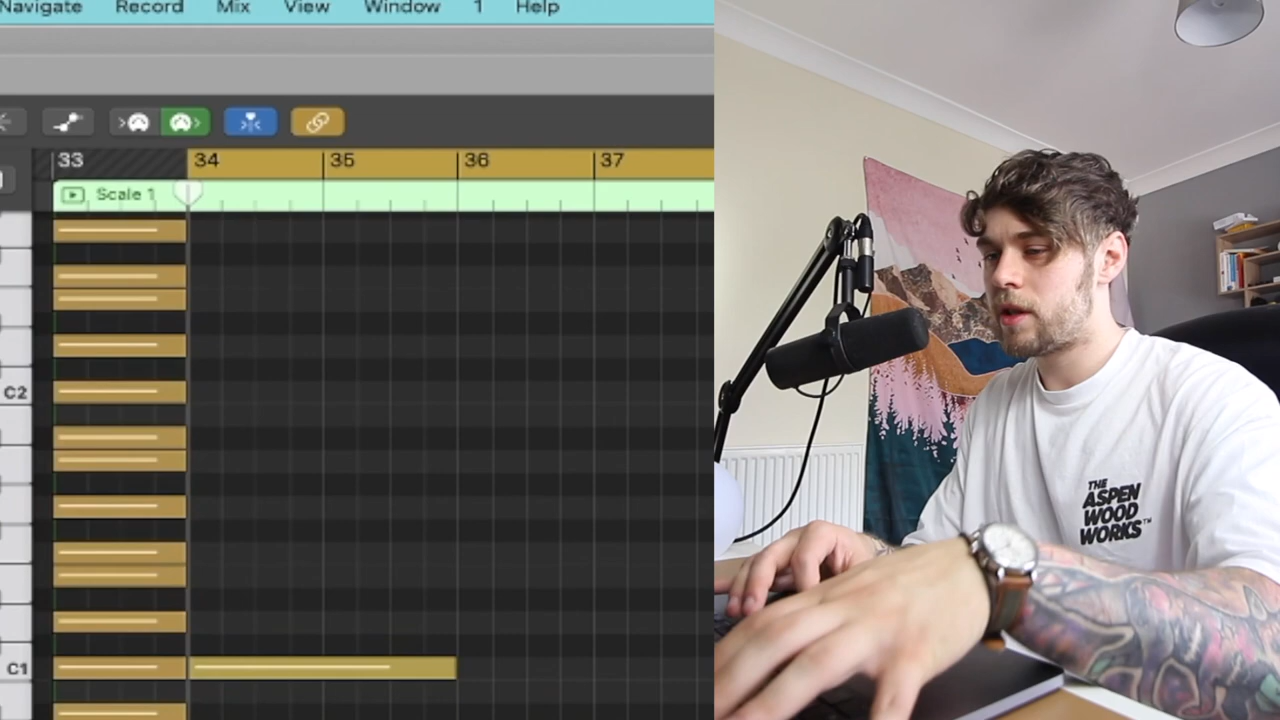 Navigate Record Mix View Window 1 Help
33 34 35 36 37
Scale 1
C2
C1
THE
ASPEN
WOOD
WORKS™